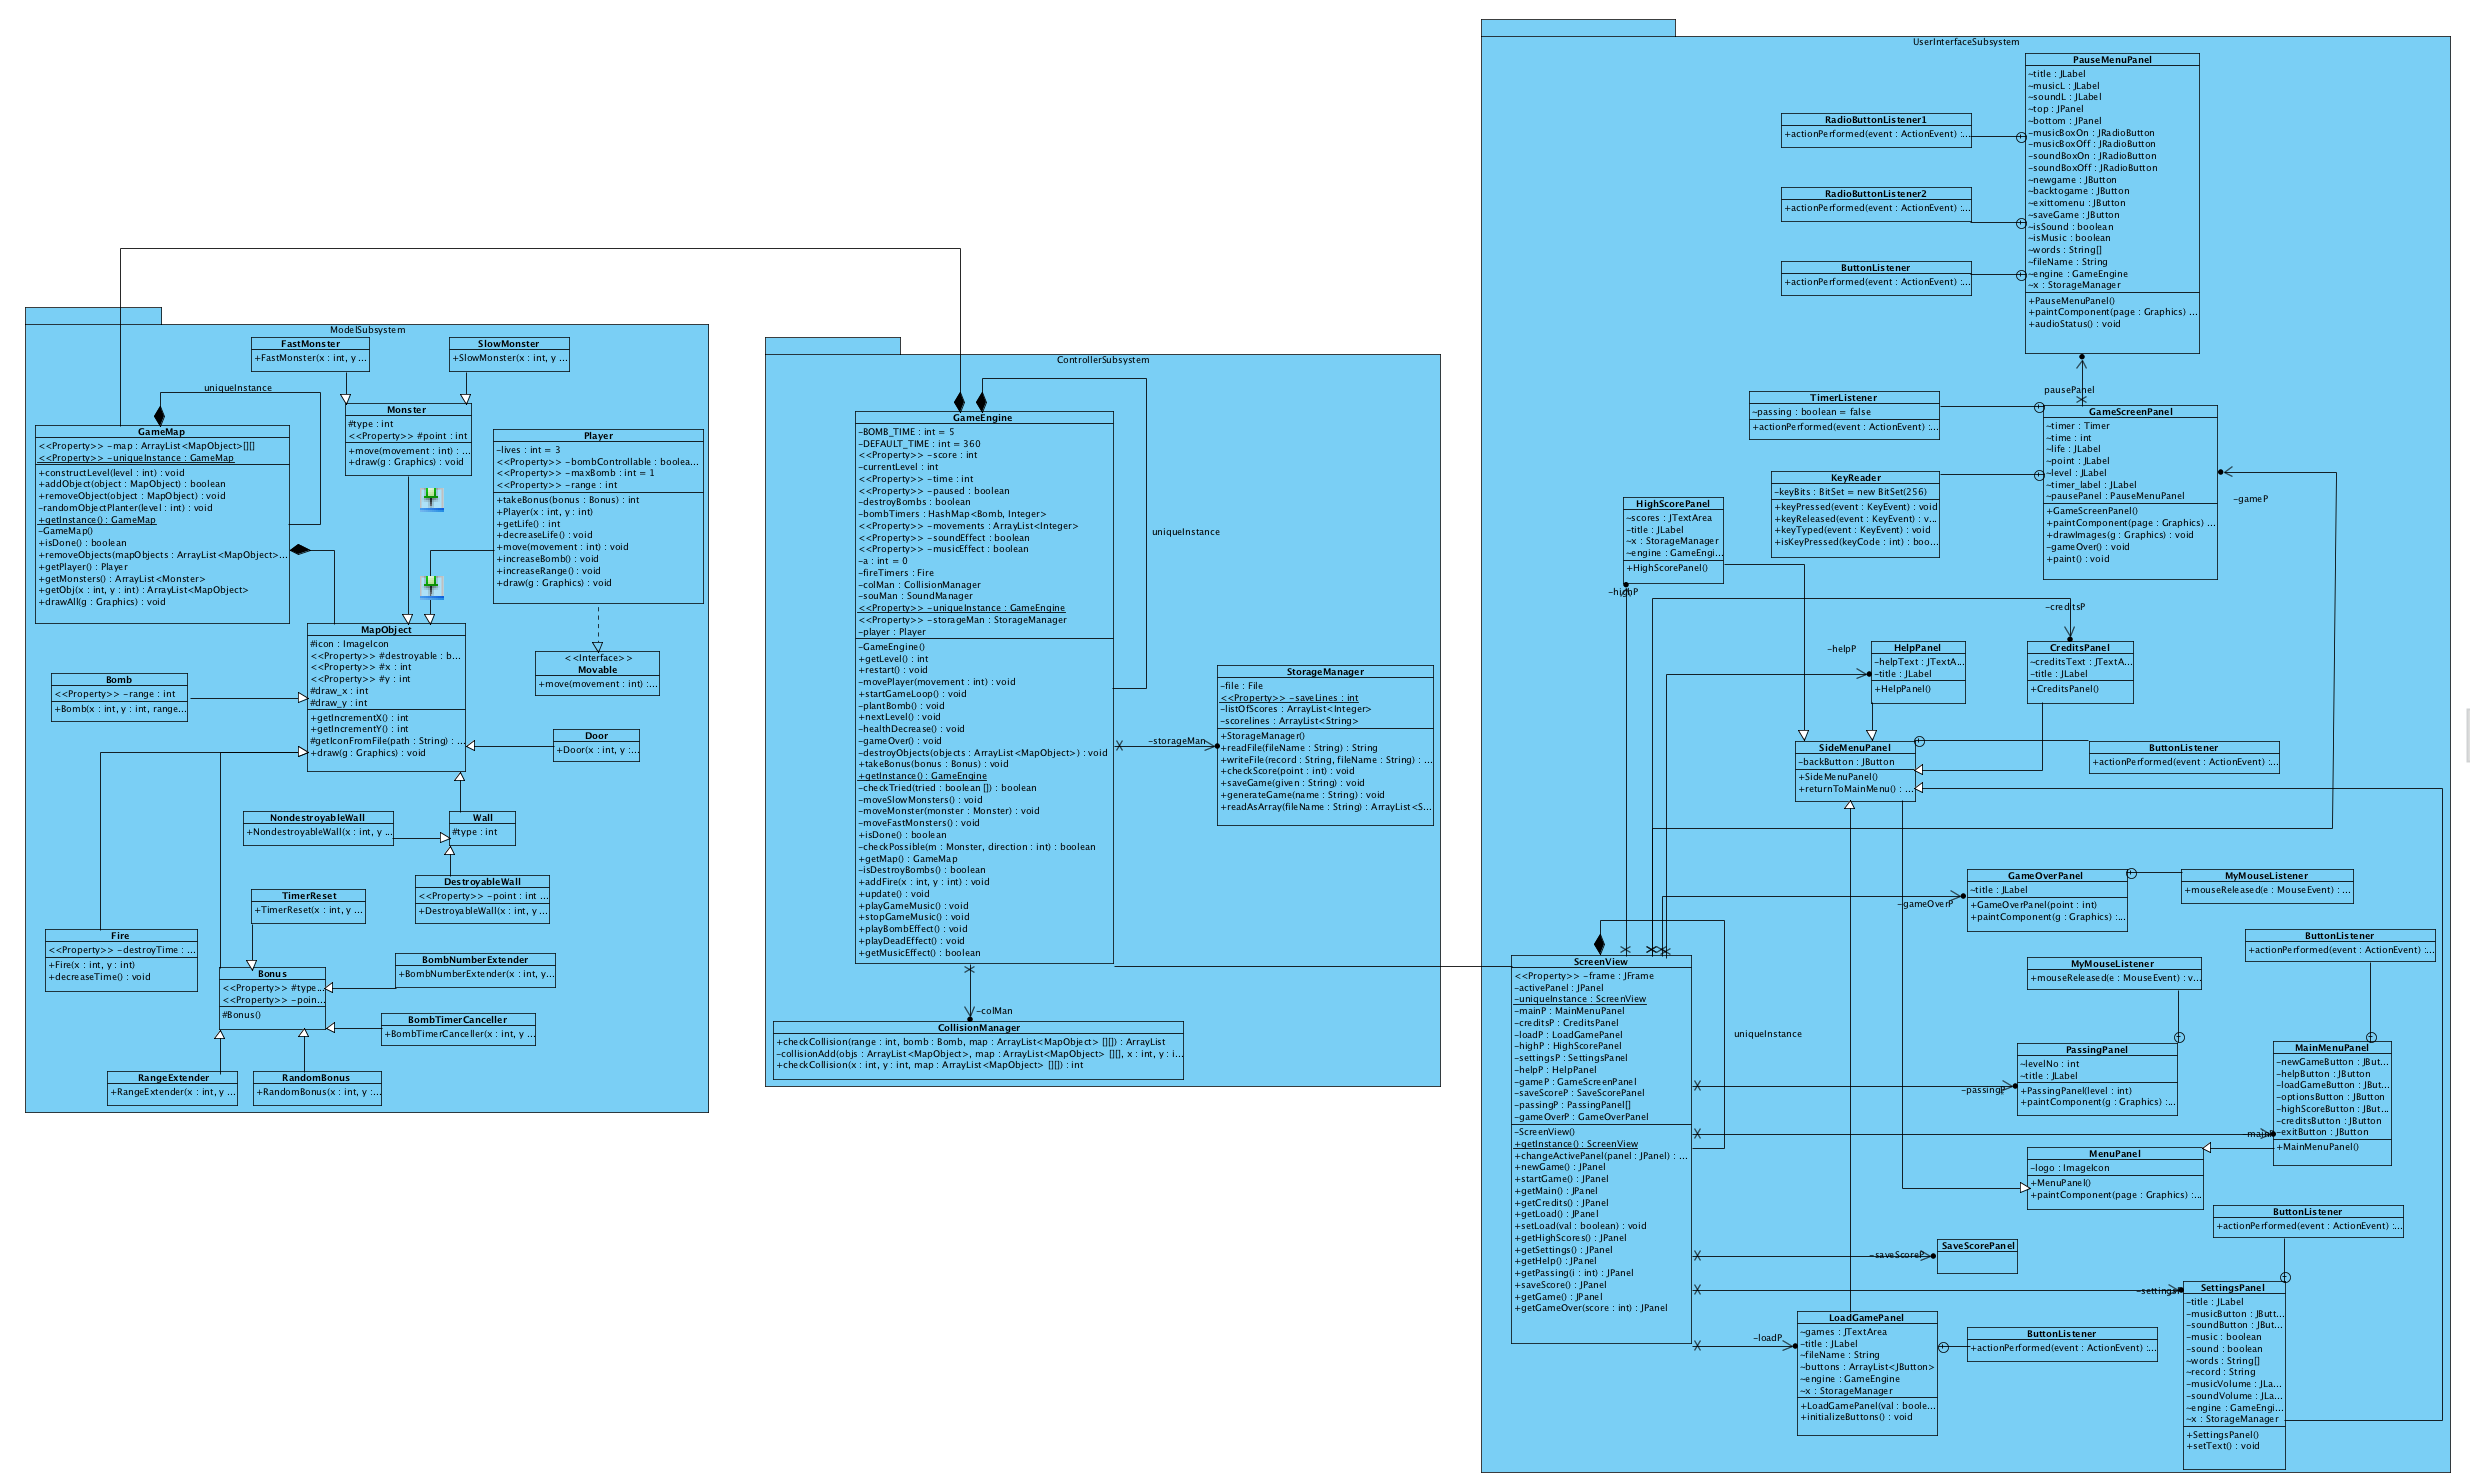 ModelSubsystem
FastMonster
+FastMonster(x : int, y ...
SlowMonster
+SlowMonster(x : int, y ...
uniqueInstance
GameMap
<<Property>> -map : ArrayList<MapObject>[][]
<<Property>> -uniqueInstance : GameMap
+constructLevel(level : int) : void
+addObject(object : MapObject) : boolean
+removeObject(object : MapObject) : void
-randomObjectPlanter(level : int) : void
+getInstance() : GameMap
-GameMap()
+isDone() : boolean
+removeObjects(mapObjects : ArrayList<MapObject>...
+getPlayer() : Player
+getMonsters() : ArrayList<Monster>
+getObj(x : int, y : int) : ArrayList<MapObject>
+drawAll(g : Graphics) : void
Monster
#type : int
<<Property>> #point : int
+move(movement : int) : ...
+draw(g : Graphics) : void
Player
-lives : int = 3
<<Property>> -bombControllable : boolea...
<<Property>> -maxBomb : int = 1
<<Property>> -range : int
+takeBonus(bonus : Bonus) : int
+Player(x : int, y : int)
+getLife() : int
+decreaseLife() : void
+move(movement : int) : void
+increaseBomb() : void
+increaseRange() : void
+draw(g : Graphics) : void
MapObject
#icon : ImageIcon
<<Property>> #destroyable : b...
<<Property>> #x : int
<<Property>> #y : int
#draw_x : int
#draw_y : int
+getIncrementX() : int
+getIncrementY() : int
#getIconFromFile(path : String) : ...
+draw(g : Graphics) : void
<<Interface>>
Movable
+move(movement : int) :...
Bomb
<<Property>> -range : int
+Bomb(x : int, y : int, range...
Door
+Door(x : int, y :...
NondestroyableWall
+NondestroyableWall(x : int, y ...
Wall
#type : int
DestroyableWall
<<Property>> -point : int ...
+DestroyableWall(x : int, y ...
TimerReset
+TimerReset(x : int, y ...
Fire
<<Property>> -destroyTime : ...
+Fire(x : int, y : int)
+decreaseTime() : void
Bonus
<<Property>> #type...
<<Property>> -poin...
#Bonus()
BombNumberExtender
+BombNumberExtender(x : int, y...
BombTimerCanceller
+BombTimerCanceller(x : int, y ...
RangeExtender
+RangeExtender(x : int, y ...
RandomBonus
+RandomBonus(x : int, y :...
ControllerSubsystem
GameEngine
-BOMB_TIME : int = 5
-DEFAULT_TIME : int = 360
<<Property>> -score : int
-currentLevel : int
<<Property>> -time : int
<<Property>> -paused : boolean
-destroyBombs : boolean
-bombTimers : HashMap<Bomb, Integer>
<<Property>> -movements : ArrayList<Integer>
<<Property>> -soundEffect : boolean
<<Property>> -musicEffect : boolean
-a : int = 0
-fireTimers : Fire
-colMan : CollisionManager
-souMan : SoundManager
<<Property>> -uniqueInstance : GameEngine
<<Property>> -storageMan : StorageManager
-player : Player
-GameEngine()
+getLevel() : int
+restart() : void
-movePlayer(movement : int) : void
+startGameLoop() : void
-plantBomb() : void
+nextLevel() : void
-healthDecrease() : void
-gameOver() : void
-destroyObjects(objects : ArrayList<MapObject>) : void
+takeBonus(bonus : Bonus) : void
+getInstance() : GameEngine
-checkTried(tried : boolean []) : boolean
-moveSlowMonsters() : void
-moveMonster(monster : Monster) : void
-moveFastMonsters() : void
+isDone() : boolean
-checkPossible(m : Monster, direction : int) : boolean
+getMap() : GameMap
-isDestroyBombs() : boolean
+addFire(x : int, y : int) : void
+update() : void
+playGameMusic() : void
+stopGameMusic() : void
+playBombEffect() : void
+playDeadEffect() : void
+getMusicEffect() : boolean
uniqueInstance
-storageMan
StorageManager
-file : File
<<Property>> -saveLines : int
-listOfScores : ArrayList<Integer>
-scorelines : ArrayList<String>
+StorageManager()
+readFile(fileName : String) : String
+writeFile(record : String, fileName : String) : ...
+checkScore(point : int) : void
+saveGame(given : String) : void
+generateGame(name : String) : void
+readAsArray(fileName : String) : ArrayList<S...
-colMan
CollisionManager
+checkCollision(range : int, bomb : Bomb, map : ArrayList<MapObject> [][]) : ArrayList
-collisionAdd(objs : ArrayList<MapObject>, map : ArrayList<MapObject> [][], x : int, y : i...
+checkCollision(x : int, y : int, map : ArrayList<MapObject> [][]) : int
UserInterfaceSubsystem
PauseMenuPanel
~title : JLabel
~musicL : JLabel
~soundL : JLabel
~top : JPanel
~bottom : JPanel
-musicBoxOn : JRadioButton
-musicBoxOff : JRadioButton
-soundBoxOn : JRadioButton
-soundBoxOff : JRadioButton
~newgame : JButton
~backtogame : JButton
~exittomenu : JButton
~saveGame : JButton
~isSound : boolean
~isMusic : boolean
~words : String[]
~fileName : String
~engine : GameEngine
~x : StorageManager
+PauseMenuPanel()
+paintComponent(page : Graphics) ...
+audioStatus() : void
RadioButtonListener1
+actionPerformed(event : ActionEvent) :...
RadioButtonListener2
+actionPerformed(event : ActionEvent) :...
ButtonListener
+actionPerformed(event : ActionEvent) :...
pausePanel
TimerListener
~passing : boolean = false
+actionPerformed(event : ActionEvent) :...
GameScreenPanel
~timer : Timer
~time : int
~life : JLabel
~point : JLabel
~level : JLabel
~timer_label : JLabel
~pausePanel : PauseMenuPanel
+GameScreenPanel()
+paintComponent(page : Graphics) ...
+drawImages(g : Graphics) : void
-gameOver() : void
+paint() : void
KeyReader
-keyBits : BitSet = new BitSet(256)
+keyPressed(event : KeyEvent) : void
+keyReleased(event : KeyEvent) : v...
+keyTyped(event : KeyEvent) : void
+isKeyPressed(keyCode : int) : boo...
-gameP
HighScorePanel
~scores : JTextArea
-title : JLabel
~x : StorageManager
~engine : GameEngi...
+HighScorePanel()
-highP
-creditsP
-helpP
HelpPanel
-helpText : JTextA...
-title : JLabel
+HelpPanel()
CreditsPanel
~creditsText : JTextA...
-title : JLabel
+CreditsPanel()
SideMenuPanel
-backButton : JButton
+SideMenuPanel()
+returnToMainMenu() : ...
ButtonListener
+actionPerformed(event : ActionEvent) :...
GameOverPanel
~title : JLabel
+GameOverPanel(point : int)
+paintComponent(g : Graphics) :...
-gameOverP
MyMouseListener
+mouseReleased(e : MouseEvent) : ...
ButtonListener
+actionPerformed(event : ActionEvent) :...
MyMouseListener
+mouseReleased(e : MouseEvent) : v...
ScreenView
<<Property>> -frame : JFrame
-activePanel : JPanel
-uniqueInstance : ScreenView
-mainP : MainMenuPanel
-creditsP : CreditsPanel
-loadP : LoadGamePanel
-highP : HighScorePanel
-settingsP : SettingsPanel
-helpP : HelpPanel
-gameP : GameScreenPanel
-saveScoreP : SaveScorePanel
-passingP : PassingPanel[]
-gameOverP : GameOverPanel
-ScreenView()
+getInstance() : ScreenView
+changeActivePanel(panel : JPanel) : ...
+newGame() : JPanel
+startGame() : JPanel
+getMain() : JPanel
+getCredits() : JPanel
+getLoad() : JPanel
+setLoad(val : boolean) : void
+getHighScores() : JPanel
+getSettings() : JPanel
+getHelp() : JPanel
+getPassing(i : int) : JPanel
+saveScore() : JPanel
+getGame() : JPanel
+getGameOver(score : int) : JPanel
uniqueInstance
-passingP
PassingPanel
~levelNo : int
~title : JLabel
+PassingPanel(level : int)
+paintComponent(g : Graphics) :...
MainMenuPanel
-newGameButton : JBut...
-helpButton : JButton
-loadGameButton : JBut...
-optionsButton : JButton
-highScoreButton : JBut...
-creditsButton : JButton
-exitButton : JButton
+MainMenuPanel()
MenuPanel
-logo : ImageIcon
+MenuPanel()
+paintComponent(page : Graphics) :...
ButtonListener
+actionPerformed(event : ActionEvent) :...
-saveScoreP
SaveScorePanel
SettingsPanel
-title : JLabel
-musicButton : JButt...
-soundButton : JBut...
-music : boolean
-sound : boolean
~words : String[]
~record : String
-musicVolume : JLa...
-soundVolume : JLa...
~engine : GameEngi...
~x : StorageManager
+SettingsPanel()
+setText() : void
-loadP
LoadGamePanel
~games : JTextArea
-title : JLabel
~fileName : String
~buttons : ArrayList<JButton>
~engine : GameEngine
~x : StorageManager
+LoadGamePanel(val : boole...
+initializeButtons() : void
ButtonListener
+actionPerformed(event : ActionEvent) :...